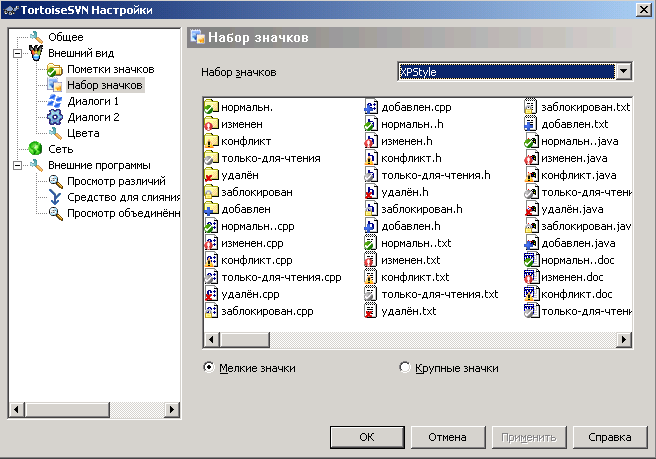 TortoiseSVN Настройки
Общее
Внешний вид
Пометки значков
Набор значков
Диалоги 1
Диалоги 2
Цвета
Сеть
Внешние программы
Просмотр различий
Средство для слияния
Просмотр объединённ
Набор значков
Набор значков
XPStyle
нормальн.
изменен
конфликт
только-для-чтения
удалён
заблокирован
добавлен
нормальн..cpp
изменен.cpp
конфликт.cpp
только-для-чтения.cpp
удалён.cpp
заблокирован.cpp
добавлен.cpp
нормальн..h
изменен.h
конфликт.h
только-для-чтения.h
удалён.h
заблокирован.h
добавлен.h
нормальн..txt
изменен.txt
конфликт.txt
только-для-чтения.txt
удалён.txt
заблокирован.txt
добавлен.txt
нормальн..java
изменен.java
конфликт.java
только-для-чтени
удалён.java
заблокирован.jav
добавлен.java
нормальн..doc
изменен.doc
конфликт.doc
только-для-чтени
Мелкие значки
Крупные значки
OK
Отмена
Применить
Справка